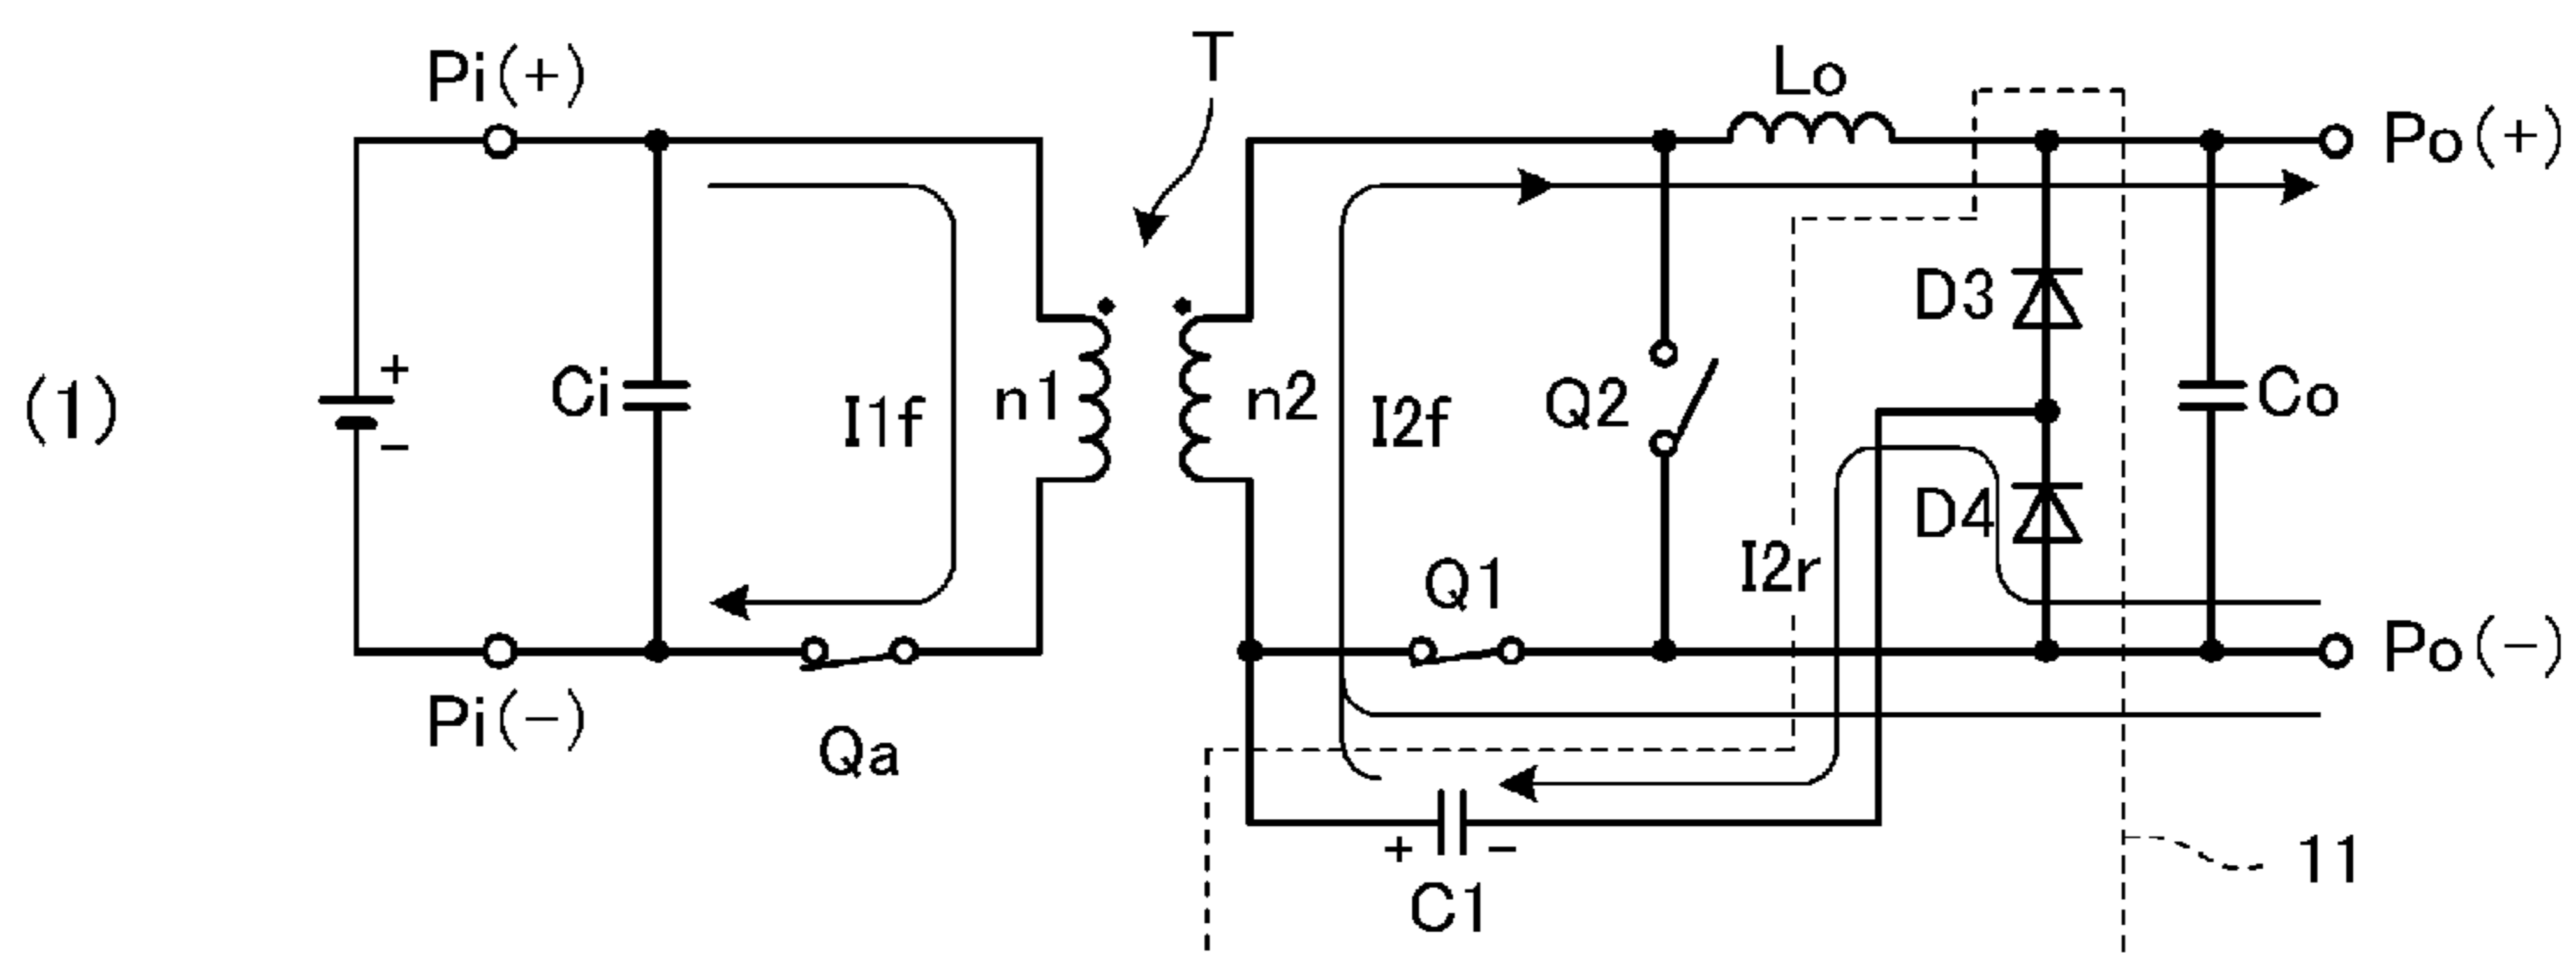 T
Lo
Pi(+)
Po(+)
D3
(1)
+
−
Ci
I1f
n1
n2
I2f
Q2
Co
D4
Q1
I2r
Pi(−)
Po(−)
Qa
+
−
C1
11